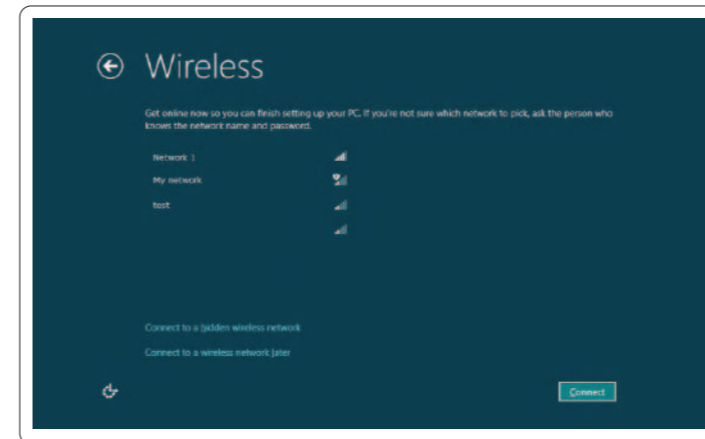 Wireless
Get online now so you can finish setting up your PC. If you're not sure which network to pick, ask the person who
knows the network name and password.
Network 1
My network
test
Connect to a hidden wireless network
Connect to a wireless network later
Connect